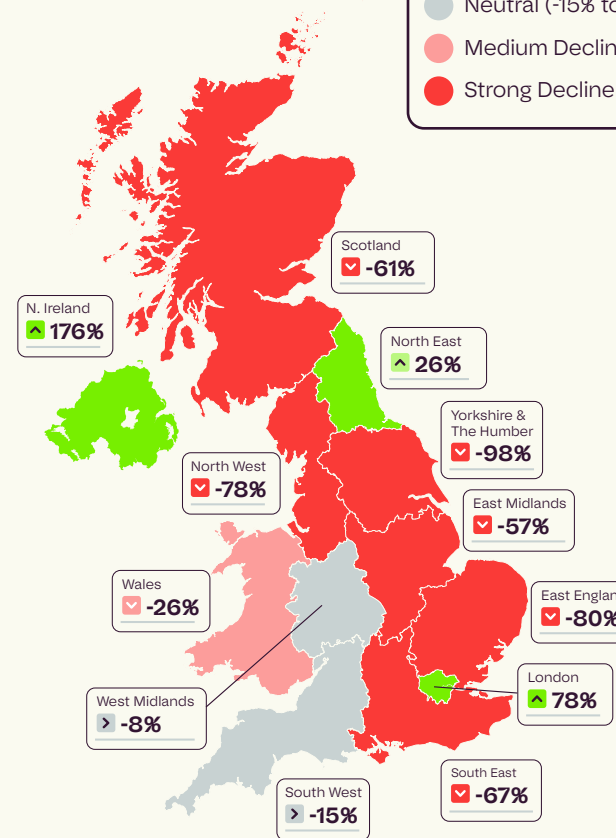 Neutral (-15% to
Medium Declin
Strong Decline
Scotland
-61%
N. Ireland
176%
North East
26%
Yorkshire &
The Humber
-98%
North West
-78%
East Midlands
-57%
Wales
-26%
East Englan
-80%
London
78%
West Midlands
-8%
South West
-15%
South East
-67%